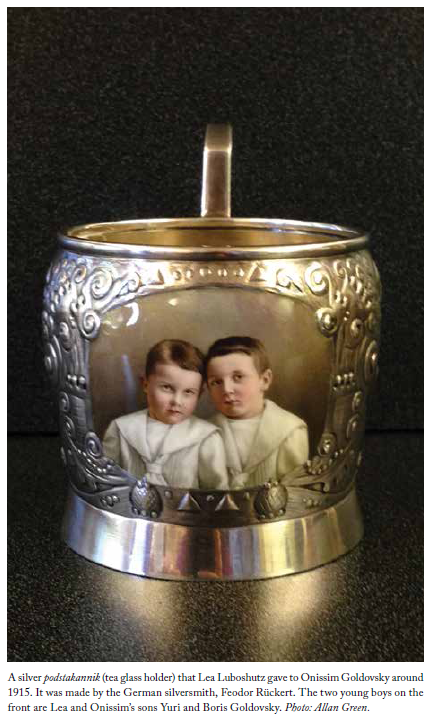 A silver podstakannik (tea glass holder) that Lea Luboshutz gave to Onissim Goldovsky around
1915. It was made by the German silversmith, Feodor Rückert. The two young boys on the
front are Lea and Onissim’s sons Yuri and Boris Goldovsky. Photo: Allan Green.